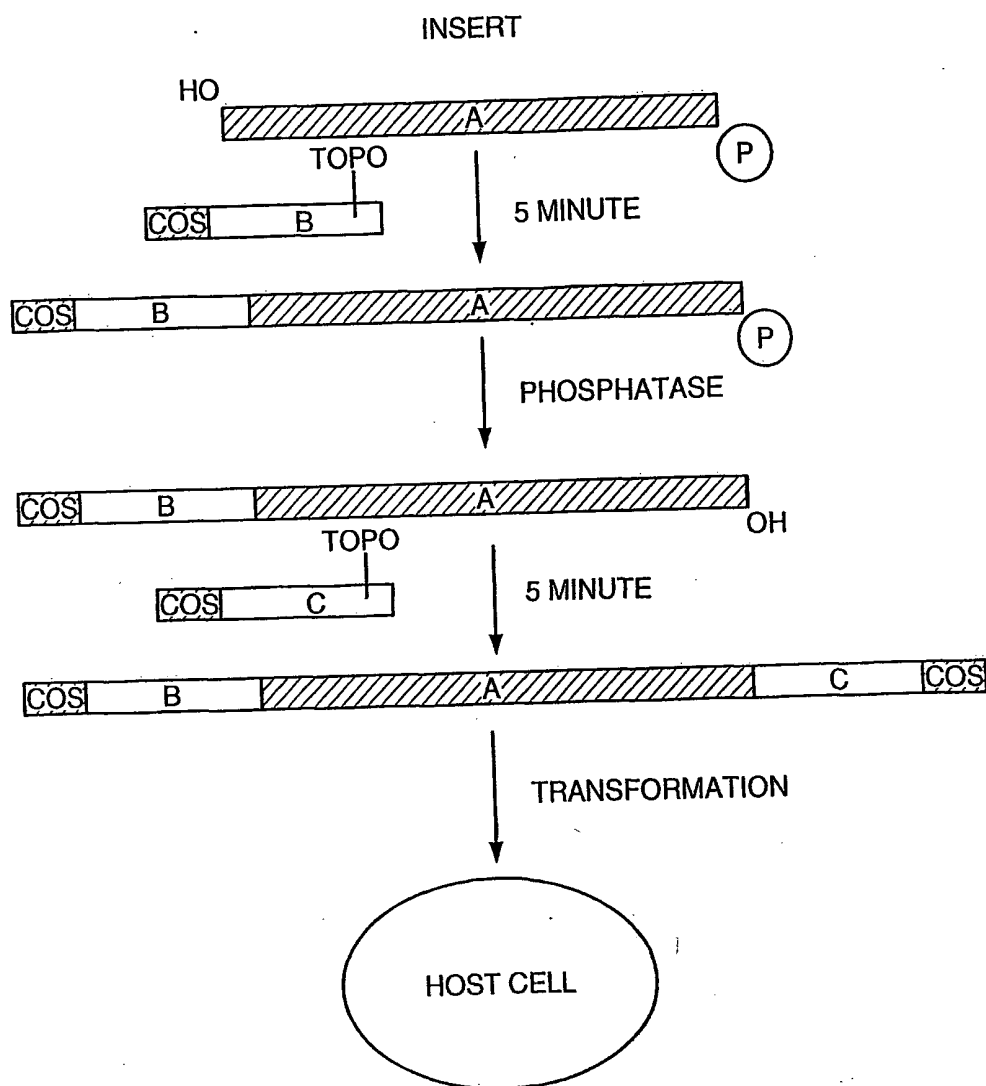 INSERT
HO
A
P
TOPO
COS B
5 MINUTE
COS B A
P
PHOSPHATASE
COS B A
OH
TOPO
COS C
5 MINUTE
COS B A C COS
TRANSFORMATION
HOST CELL